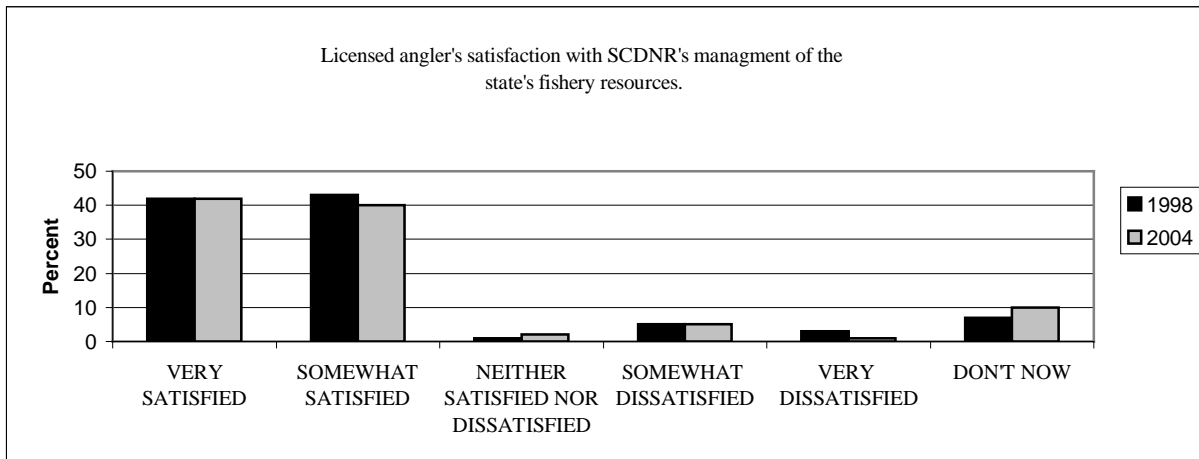 Licensed angler's satisfaction with SCDNR's managment of the
state's fishery resources.
50
40
30
20
10
0
Percent
VERY
SATISFIED
SOMEWHAT
SATISFIED
NEITHER
SATISFIED NOR
DISSATISFIED
SOMEWHAT
DISSATISFIED
VERY
DISSATISFIED
DON'T NOW
1998
2004